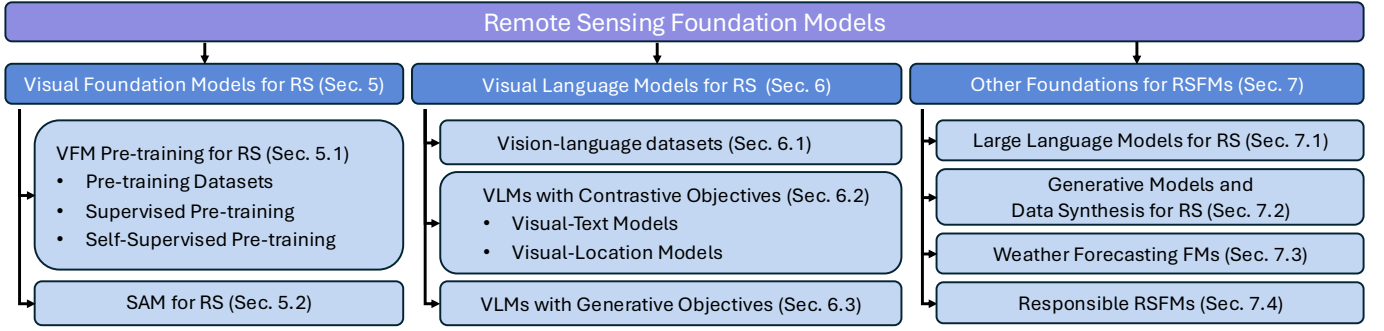 Remote Sensing Foundation Models
Visual Foundation Models for RS (Sec. 5)
VFM Pre-training for RS (Sec. 5.1)
• Pre-training Datasets
• Supervised Pre-training
• Self-Supervised Pre-training
SAM for RS (Sec. 5.2)
Visual Language Models for RS (Sec. 6)
Vision-language datasets (Sec. 6.1)
VLMs with Contrastive Objectives (Sec. 6.2)
• Visual-Text Models
• Visual-Location Models
VLMs with Generative Objectives (Sec. 6.3)
Other Foundations for RSFMs (Sec. 7)
Large Language Models for RS (Sec. 7.1)
Generative Models and
Data Synthesis for RS (Sec. 7.2)
Weather Forecasting FMs (Sec. 7.3)
Responsible RSFMs (Sec. 7.4)